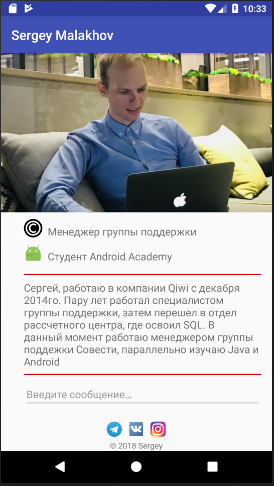 10:33
Sergey Malakhov
Менеджер группы поддержки
Студент Android Academy
Сергей, работаю в компании Qiwi с декабря
2014го. Пару лет работал специалистом
группы поддержки, затем перешел в отдел
рассчетного центра, где освоил SQL. В
данный момент работаю менеджером группы
поддежки Совести, параллельно изучаю Java и
Android
Введите сообщение...
© 2018 Sergey